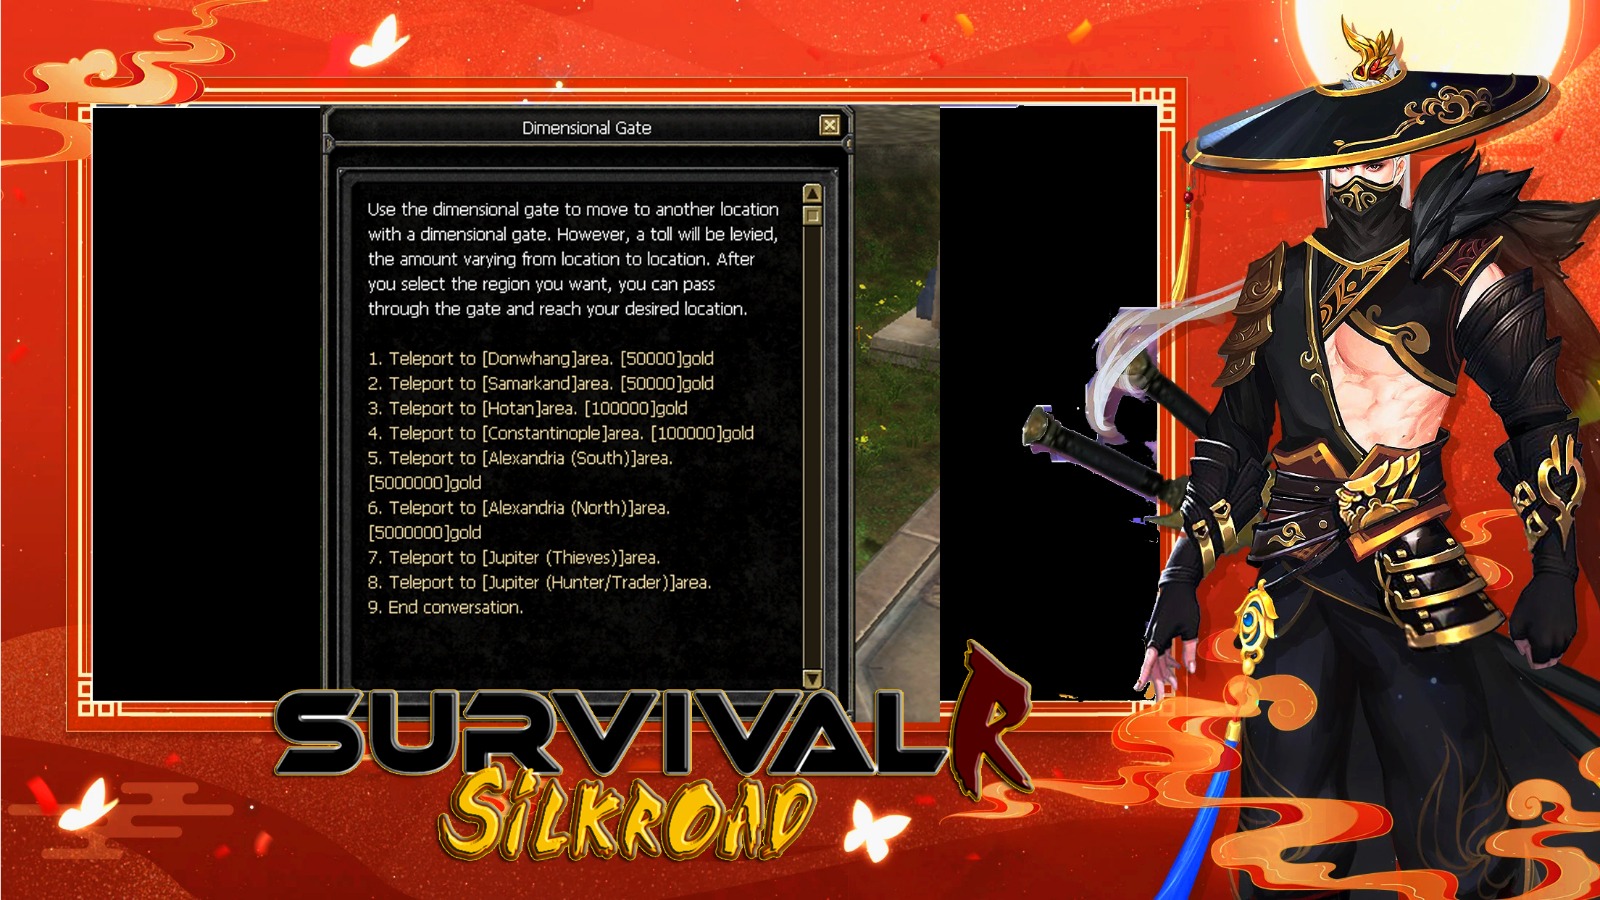 Dimensional Gate
Use the dimensional gate to move to another location
with a dimensional gate. However, a toll will be levied,
the amount varying from location to location. After
you select the region you want, you can pass
through the gate and reach your desired location.
1. Teleport to [Donwhang]area. [50000]gold
2. Teleport to [Samarkand]area. [50000]gold
3. Teleport to [Hotan]area. [100000]gold
4. Teleport to [Constantinople]area. [100000]gold
5. Teleport to [Alexandria (South)]area.
[5000000]gold
6. Teleport to [Alexandria (North)]area.
[5000000]gold
7. Teleport to [Jupiter (Thieves)]area.
8. Teleport to [Jupiter (Hunter/Trader)]area.
9. End conversation.
SURVIVAL R
SILKROAD